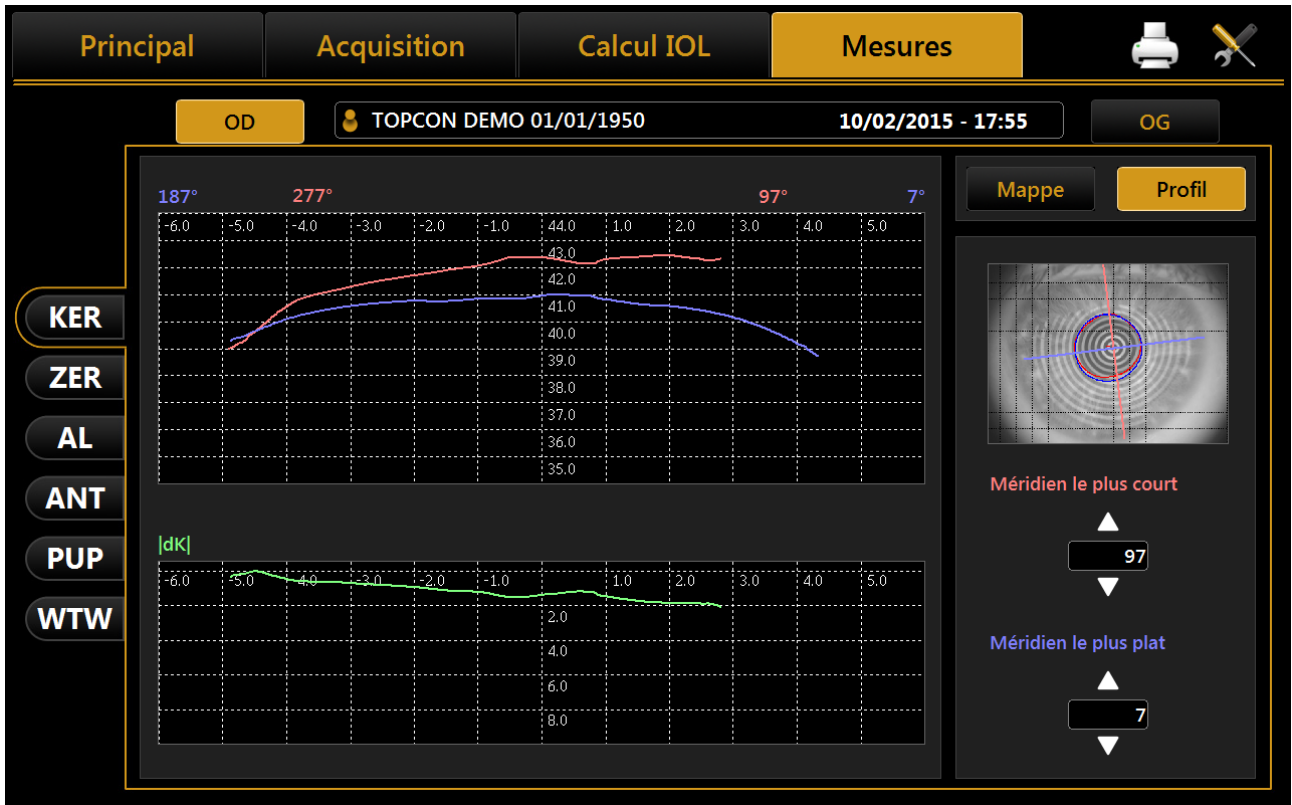 Principal Acquisition Calcul IOL Mesures
OD TOPCON DEMO 01/01/1950 10/02/2015 - 17:55 OG
Mappe Profil
187° 277° 97° 7°
-6.0 -5.0 -4.0 -3.0 -2.0 -1.0 44.0 1.0 2.0 3.0 4.0 5.0
43.0
42.0
41.0
40.0
39.0
38.0
37.0
36.0
35.0
KER
ZER
AL
ANT
PUP
WTW
|dK|
-6.0 -5.0 -4.0 -3.0 -2.0 -1.0 1.0 2.0 3.0 4.0 5.0
2.0
4.0
6.0
8.0
Méridien le plus court
97
Méridien le plus plat
7